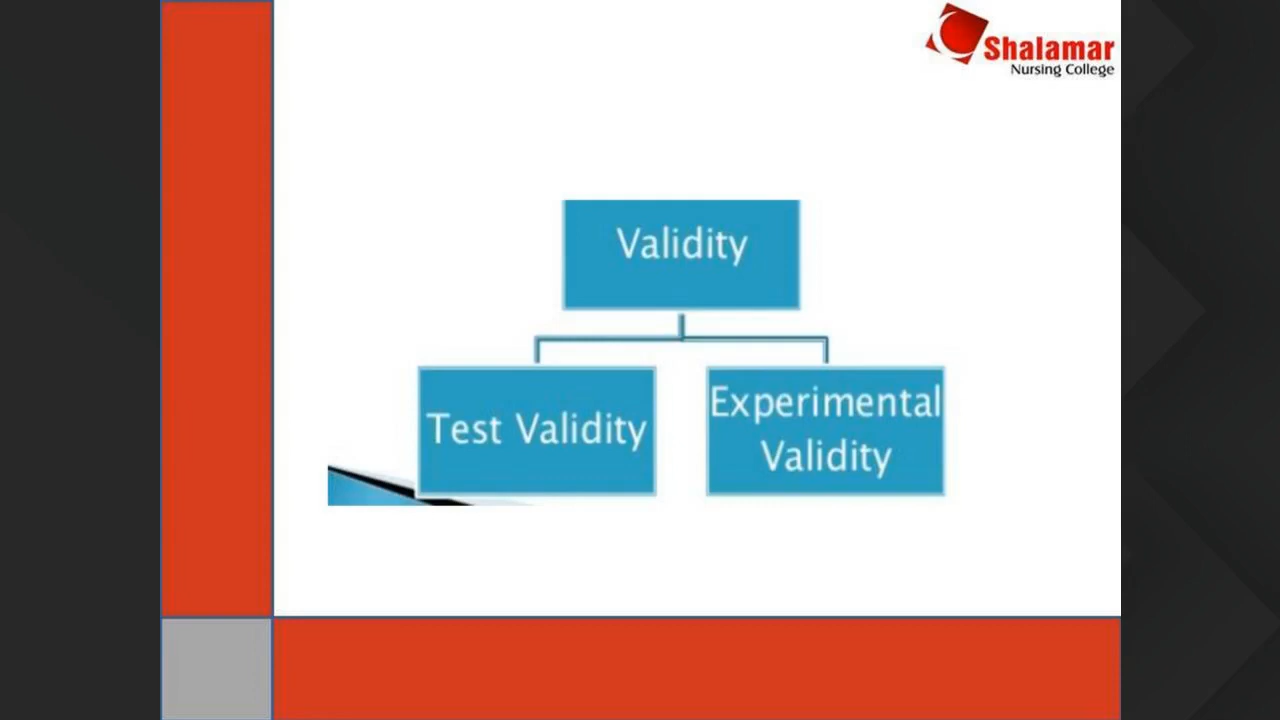 Shalamar
Nursing College
Validity
Test Validity
Experimental
Validity